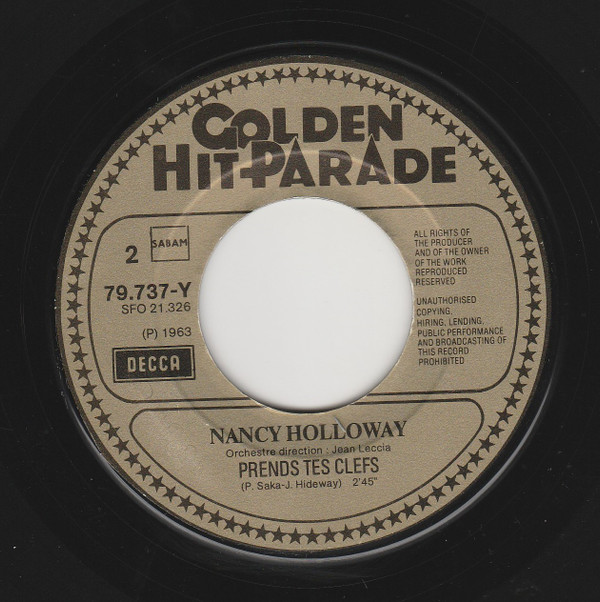 GOLDEN
HIT-PARADE
2
SABAM
79.737-Y
SFO 21.326
(P) 1963
DECCA
ALL RIGHTS OF
THE PRODUCER
AND OF THE OWNER
OF THE WORK
REPRODUCED
RESERVED
UNAUTHORISED
COPYING,
HIRING, LENDING,
PUBLIC PERFORMANCE
AND BROADCASTING OF
THIS RECORD
PROHIBITED
NANCY HOLLOWAY
Orchestre direction : Jean Leccia
PRENDS TES CLEFS
(P. Saka-J. Hideway) 2'45"